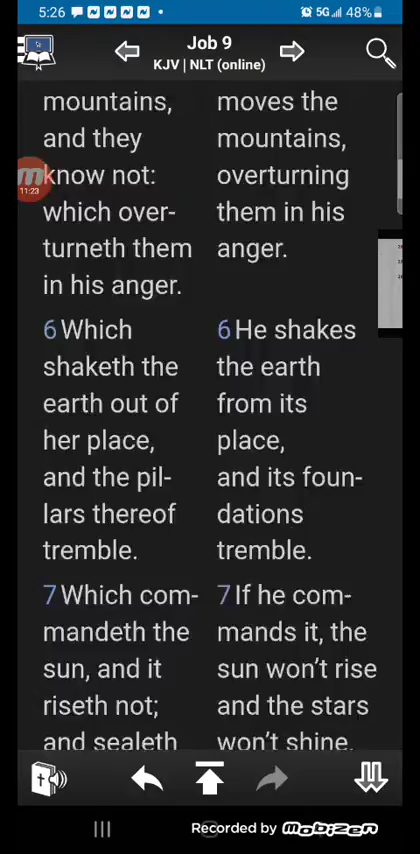 5:26
5G 48%
Job 9
KJV | NLT (online)
mountains,
and they
know not:
which over-
turneth them
in his anger.
6 Which
shaketh the
earth out of
her place,
and the pil-
lars thereof
tremble.
7 Which com-
mandeth the
sun, and it
riseth not;
and sealeth
moves the
mountains,
overturning
them in his
anger.
6 He shakes
the earth
from its
place,
and its foun-
dations
tremble.
7 If he com-
mands it, the
sun won't rise
and the stars
won't shine.
11:23
Recorded by mobizen